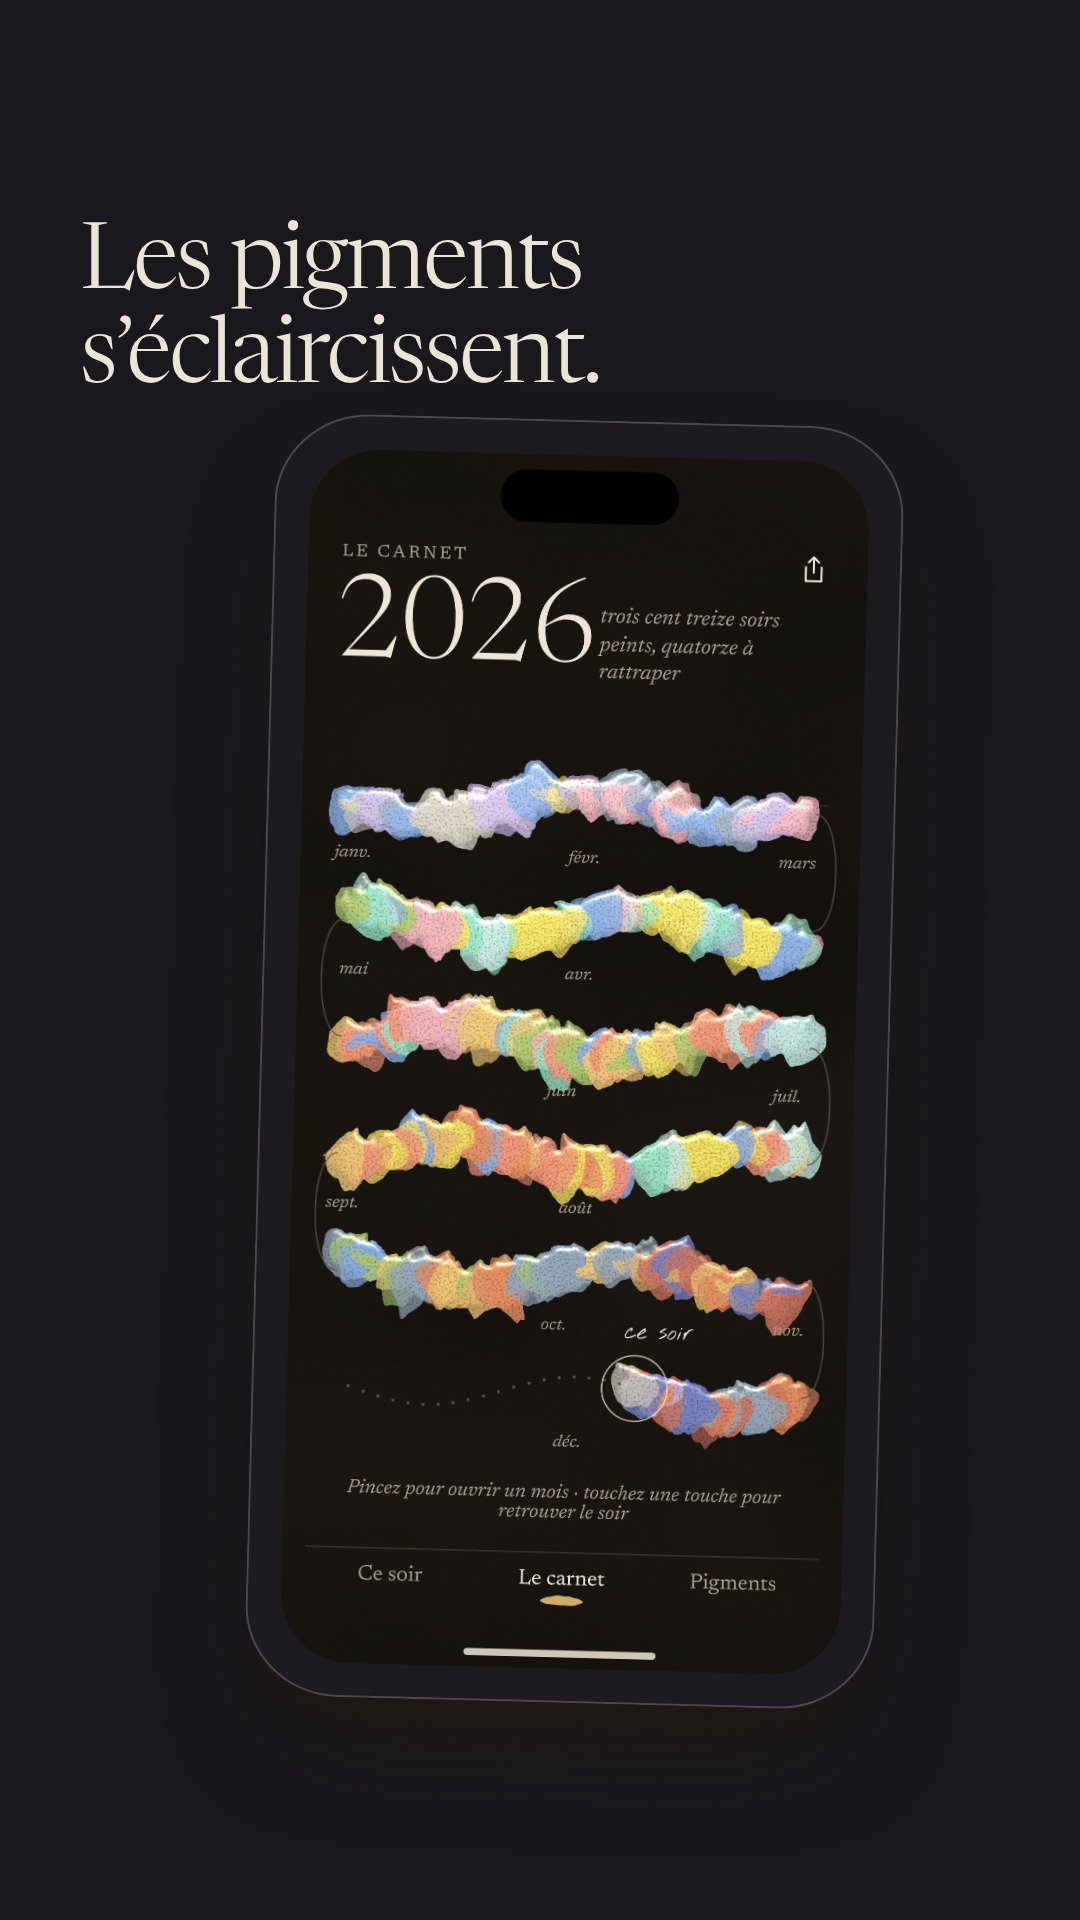 Les pigments
s’éclaircissent.
LE CARNET
2026
trois cent treize soirs
peints, quatorze à
rattraper
janv.
févr.
mars
mai
avr.
juin
juil.
sept.
août
oct.
ce soir
nov.
déc.
Pincez pour ouvrir un mois · touchez une touche pour
retrouver le soir
Ce soir
Le carnet
Pigments